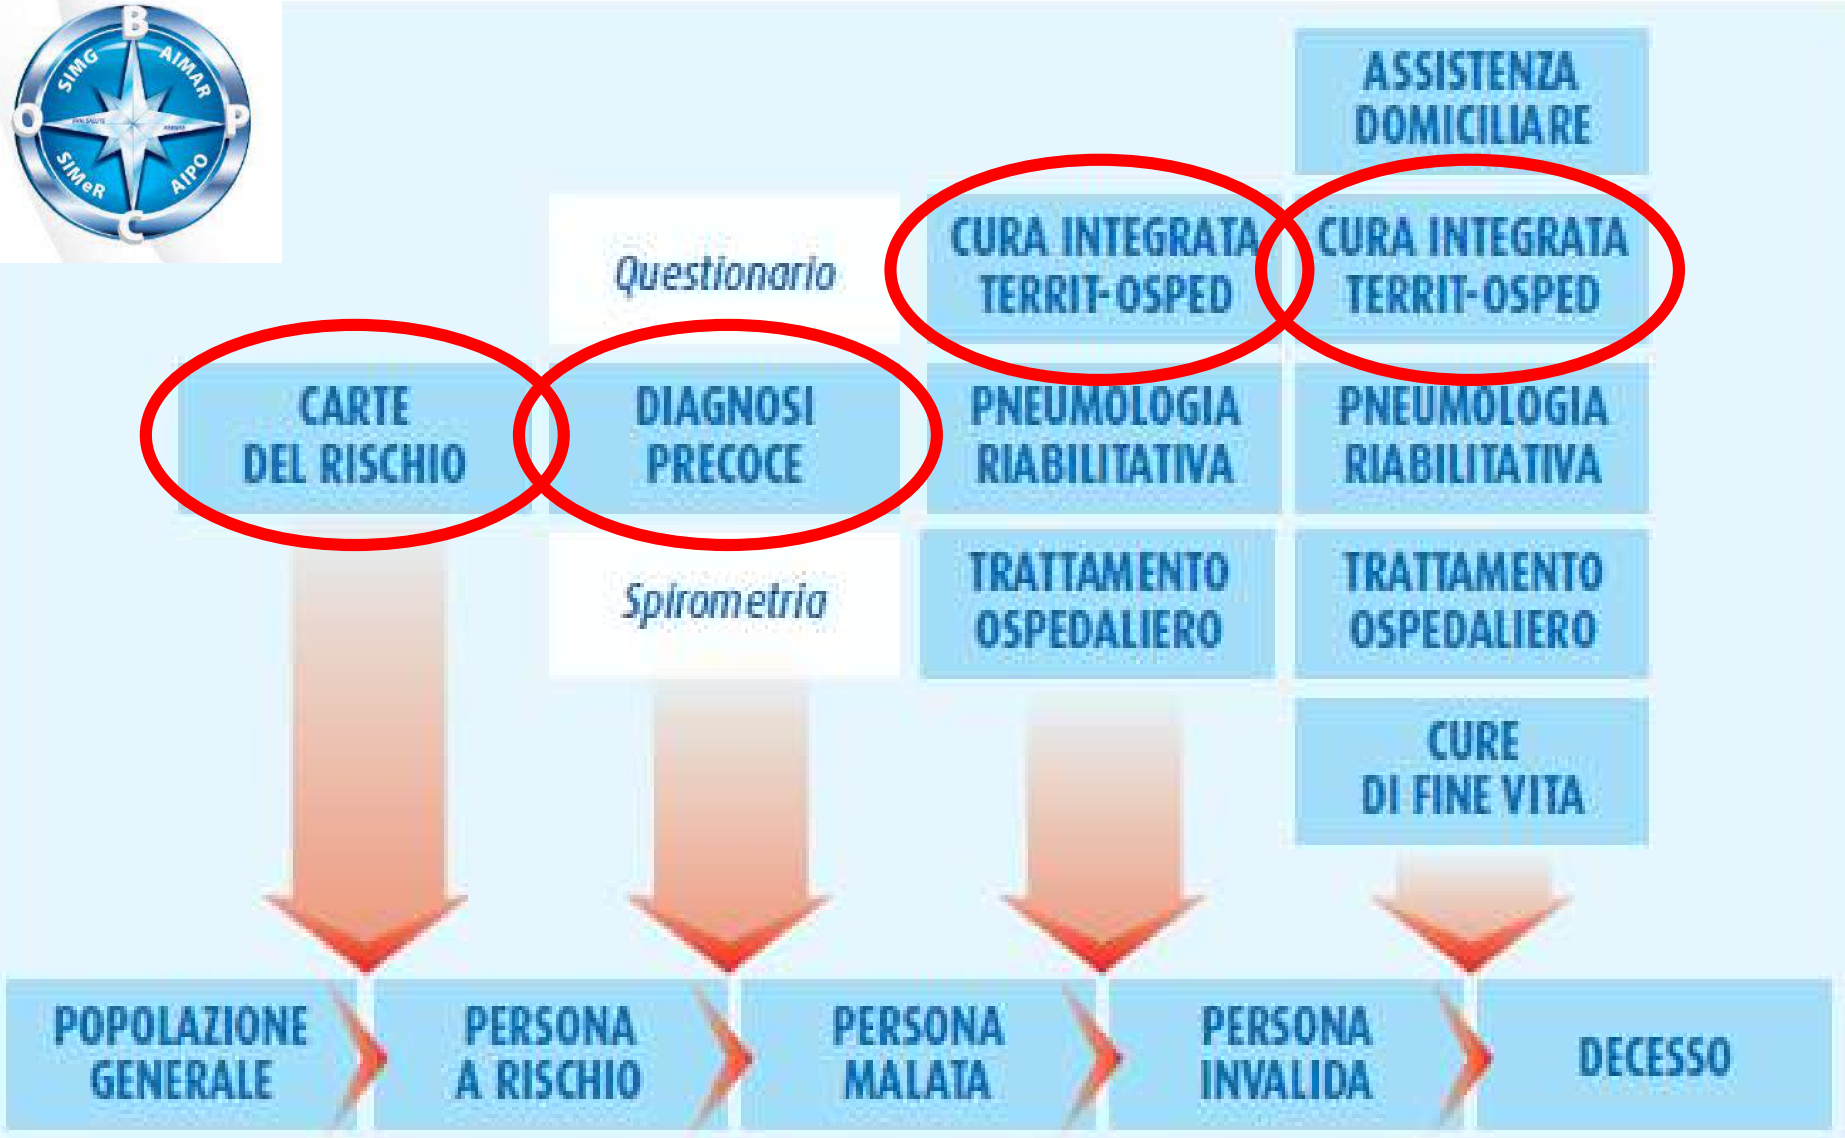 B
SIMG
AIMAR
O
P
SIMeR
AIPO
C
ASSISTENZA
DOMICILIARE
Questionario
CURA INTEGRATA
TERRIT-OSPED
CURA INTEGRATA
TERRIT-OSPED
CARTE
DEL RISCHIO
DIAGNOSI
PRECOCE
PNEUMOLOGIA
RIABILITATIVA
PNEUMOLOGIA
RIABILITATIVA
Spirometria
TRATTAMENTO
OSPEDALIERO
TRATTAMENTO
OSPEDALIERO
CURE
DI FINE VITA
POPOLAZIONE
GENERALE
PERSONA
A RISCHIO
PERSONA
MALATA
PERSONA
INVALIDA
DECESSO